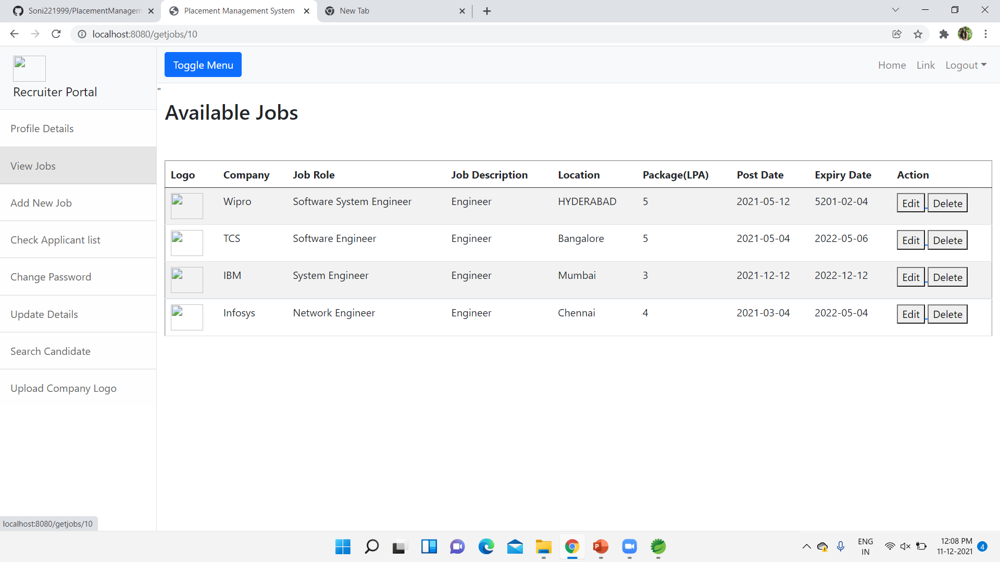 Soni221999/PlacementManagem
Placement Management System
New Tab
localhost:8080/getjobs/10
Recruiter Portal
Toggle Menu
Home Link Logout
"
Available Jobs
Profile Details
View Jobs
Add New Job
Check Applicant list
Change Password
Update Details
Search Candidate
Upload Company Logo
Logo Company Job Role Job Description Location Package(LPA) Post Date Expiry Date Action
Wipro Software System Engineer Engineer HYDERABAD 5 2021-05-12 5201-02-04 Edit Delete
TCS Software Engineer Engineer Bangalore 5 2021-05-04 2022-05-06 Edit Delete
IBM System Engineer Engineer Mumbai 3 2021-12-12 2022-12-12 Edit Delete
Infosys Network Engineer Engineer Chennai 4 2021-03-04 2022-05-04 Edit Delete
localhost:8080/getjobs/10
ENG
IN
12:08 PM
11-12-2021
4